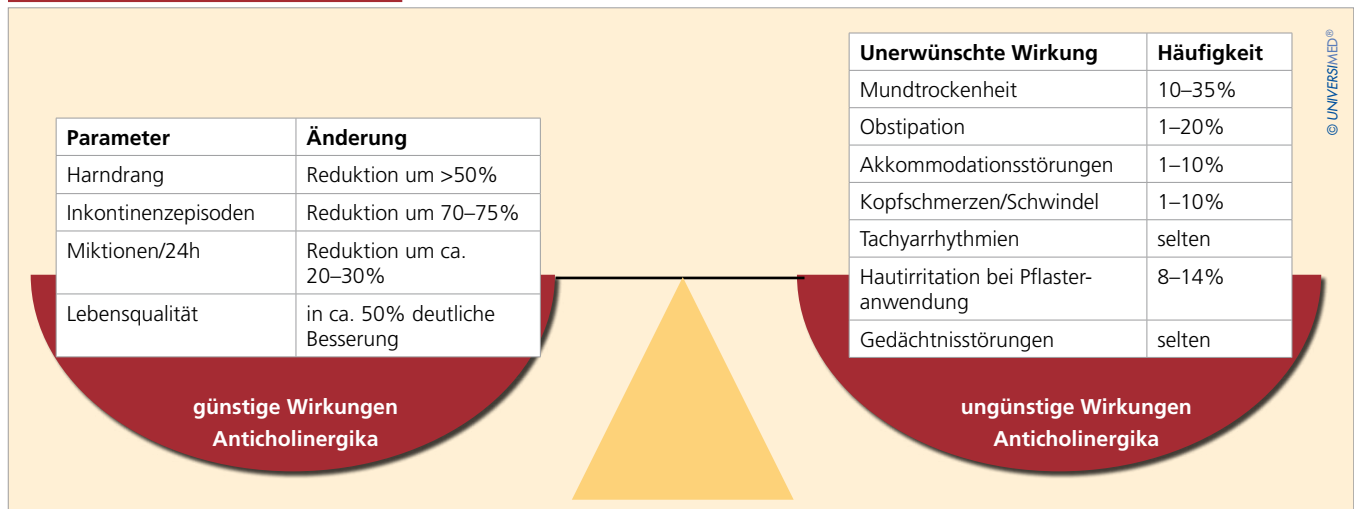 Parameter Änderung
Harndrang Reduktion um >50%
Inkontinenzepisoden Reduktion um 70–75%
Miktionen/24h Reduktion um ca.
20–30%
Lebensqualität in ca. 50% deutliche
Besserung
günstige Wirkungen
Anticholinergika
Unerwünschte Wirkung Häufigkeit
Mundtrockenheit 10–35%
Obstipation 1–20%
Akkommodationsstörungen 1–10%
Kopfschmerzen/Schwindel 1–10%
Tachyarrhythmien selten
Hautirritation bei Pflaster- 8–14%
anwendung
Gedächtnisstörungen selten
ungünstige Wirkungen
Anticholinergika
© UNIVERSIMED®